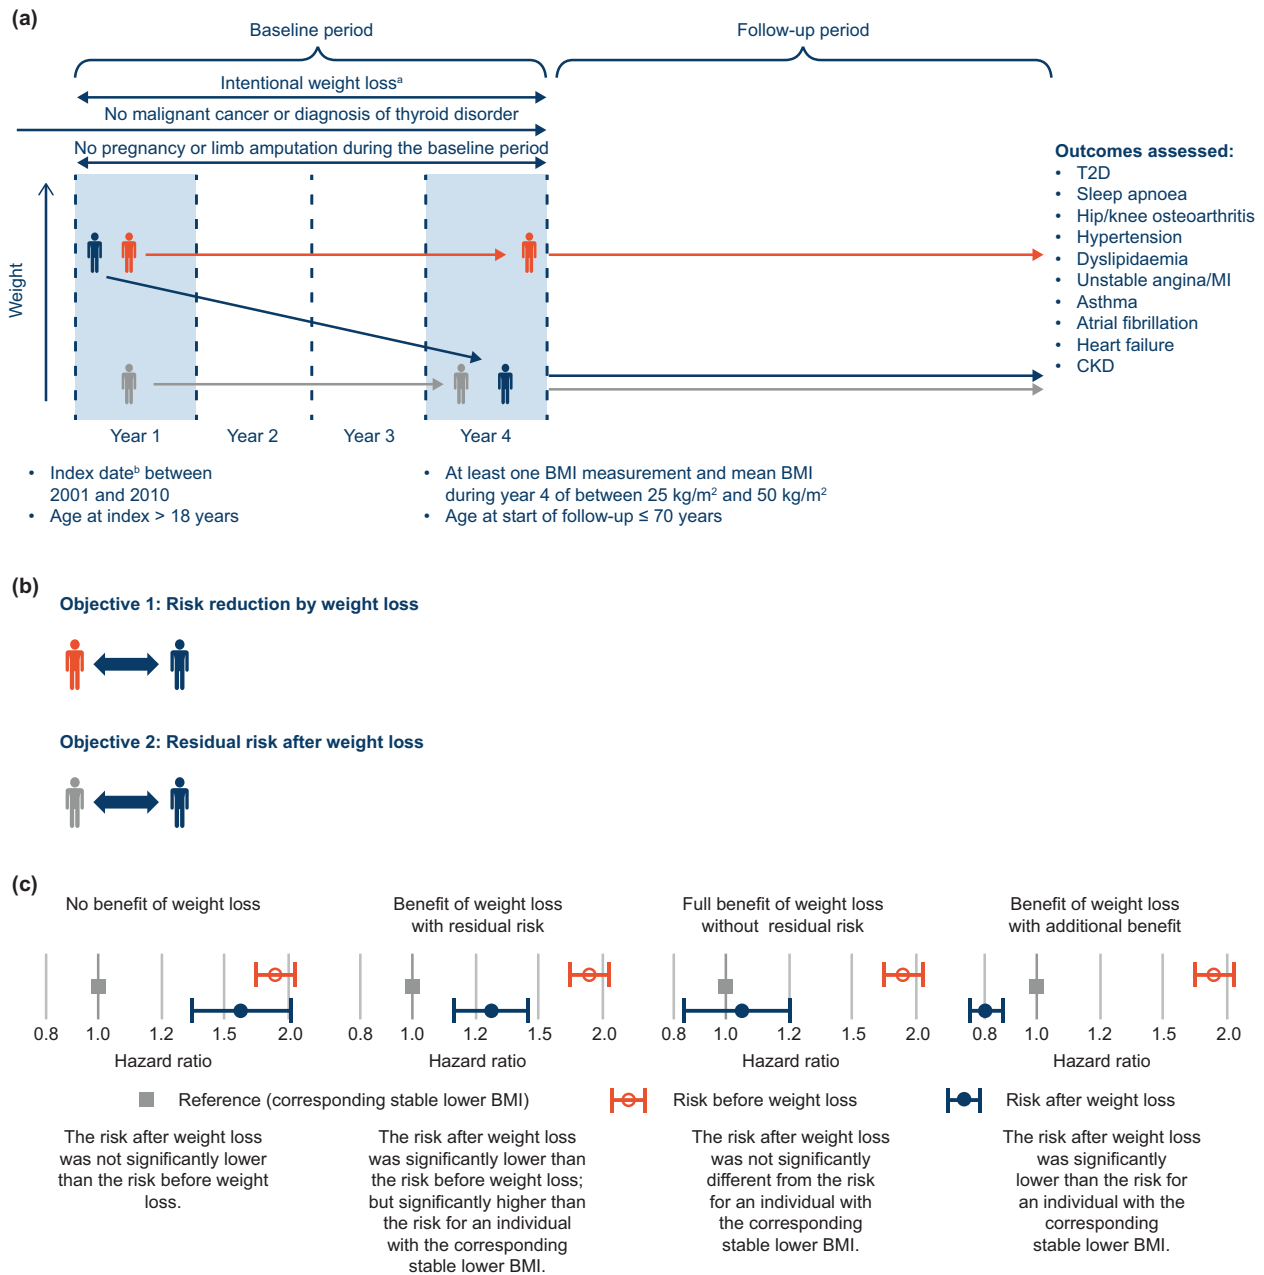 (a)
Baseline period
Follow-up period
Intentional weight lossᵃ
No malignant cancer or diagnosis of thyroid disorder
No pregnancy or limb amputation during the baseline period
Weight
Year 1
Year 2
Year 3
Year 4
Outcomes assessed:
• T2D
• Sleep apnoea
• Hip/knee osteoarthritis
• Hypertension
• Dyslipidaemia
• Unstable angina/MI
• Asthma
• Atrial fibrillation
• Heart failure
• CKD
• Index dateᵇ between
2001 and 2010
• Age at index > 18 years
• At least one BMI measurement and mean BMI
during year 4 of between 25 kg/m² and 50 kg/m²
• Age at start of follow-up ≤ 70 years
(b)
Objective 1: Risk reduction by weight loss
Objective 2: Residual risk after weight loss
(c)
No benefit of weight loss
0.8 1.0 1.2 1.5 2.0
Hazard ratio
Benefit of weight loss
with residual risk
0.8 1.0 1.2 1.5 2.0
Hazard ratio
Full benefit of weight loss
without residual risk
0.8 1.0 1.2 1.5 2.0
Hazard ratio
Benefit of weight loss
with additional benefit
0.8 1.0 1.2 1.5 2.0
Hazard ratio
Reference (corresponding stable lower BMI)
Risk before weight loss
Risk after weight loss
The risk after weight loss
was not significantly lower
than the risk before weight
loss.
The risk after weight loss
was significantly lower than
the risk before weight loss;
but significantly higher than
the risk for an individual
with the corresponding
stable lower BMI.
The risk after weight loss
was not significantly
different from the risk
for an individual with
the corresponding
stable lower BMI.
The risk after weight loss
was significantly
lower than the risk for
an individual with the
corresponding
stable lower BMI.